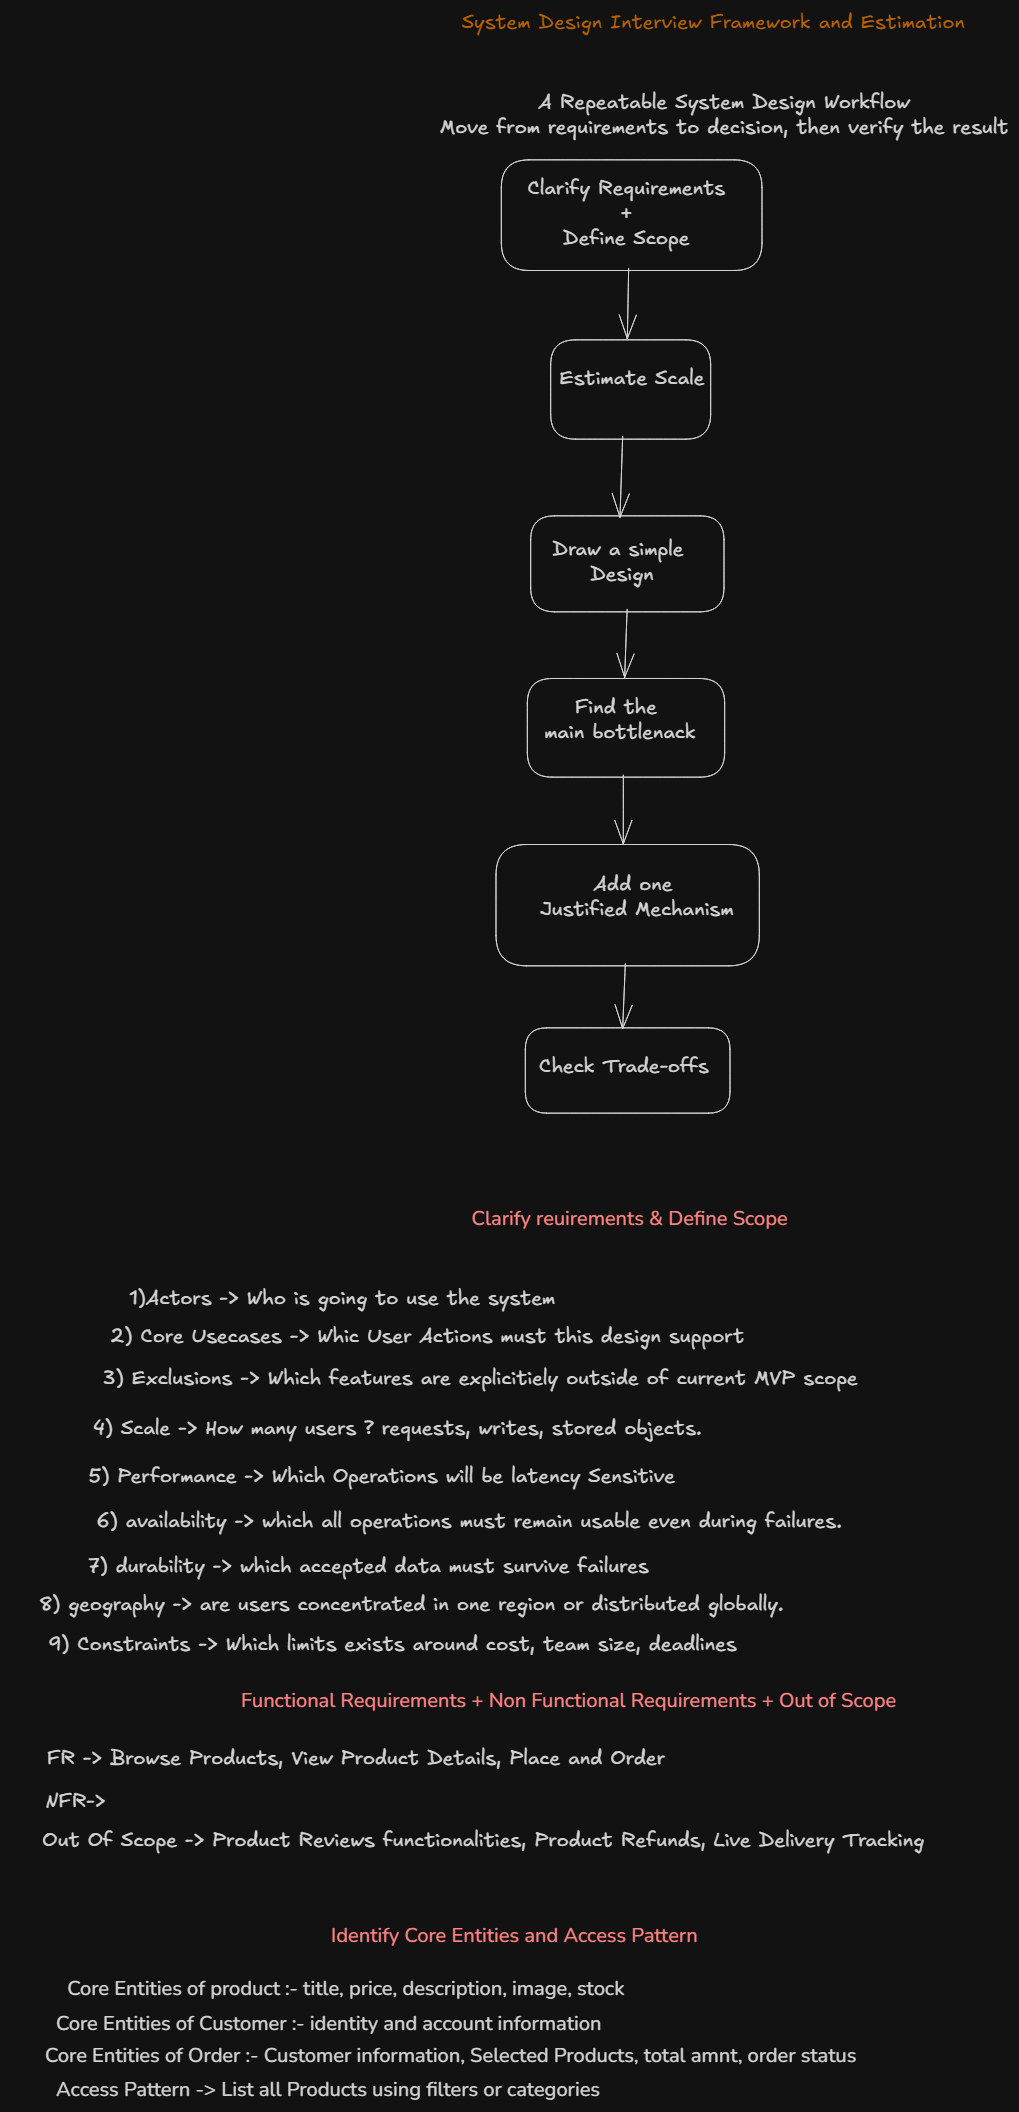 System Design Interview Framework and Estimation
A Repeatable System Design Workflow
Move from requirements to decision, then verify the result
Clarify Requirements
+
Define Scope
Estimate Scale
Draw a simple
Design
Find the
main bottlenack
Add one
Justified Mechanism
Check Trade-offs
Clarify reuirements & Define Scope
1)Actors -> Who is going to use the system
2) Core Usecases -> Whic User Actions must this design support
3) Exclusions -> Which features are explicitiely outside of current MVP scope
4) Scale -> How many users ? requests, writes, stored objects.
5) Performance -> Which Operations will be latency Sensitive
6) availability -> which all operations must remain usable even during failures.
7) durability -> which accepted data must survive failures
8) geography -> are users concentrated in one region or distributed globally.
9) Constraints -> Which limits exists around cost, team size, deadlines
Functional Requirements + Non Functional Requirements + Out of Scope
FR -> Browse Products, View Product Details, Place and Order
NFR->
Out Of Scope -> Product Reviews functionalities, Product Refunds, Live Delivery Tracking
Identify Core Entities and Access Pattern
Core Entities of product :- title, price, description, image, stock
Core Entities of Customer :- identity and account information
Core Entities of Order :- Customer information, Selected Products, total amnt, order status
Access Pattern -> List all Products using filters or categories